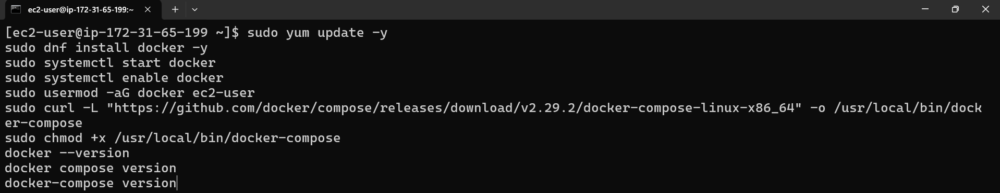 ec2-user@ip-172-31-65-199:~
[ec2-user@ip-172-31-65-199 ~]$ sudo yum update -y
sudo dnf install docker -y
sudo systemctl start docker
sudo systemctl enable docker
sudo usermod -aG docker ec2-user
sudo curl -L "https://github.com/docker/compose/releases/download/v2.29.2/docker-compose-linux-x86_64" -o /usr/local/bin/dock
er-compose
sudo chmod +x /usr/local/bin/docker-compose
docker --version
docker compose version
docker-compose version